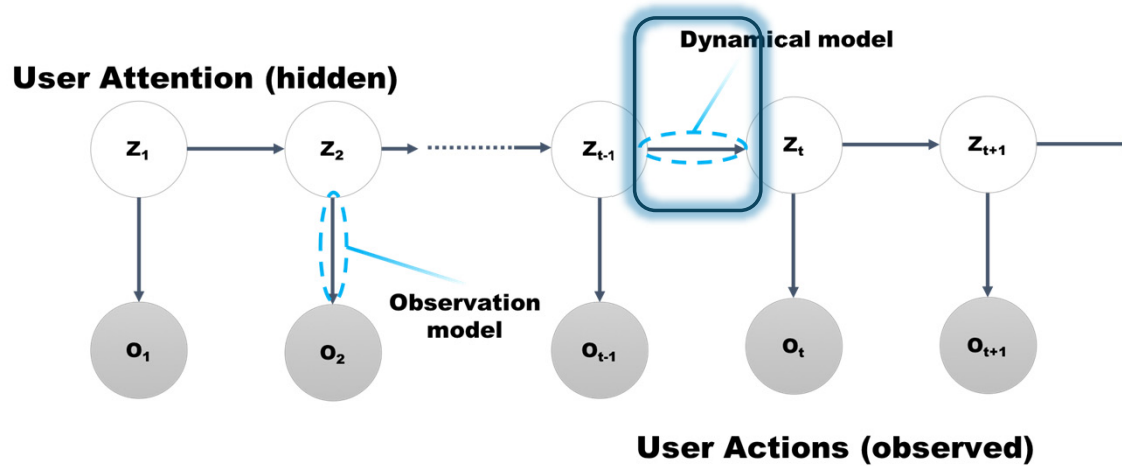 Dynamical model
User Attention (hidden)
Z₁ Z₂ Zₜ₋₁ Zₜ Zₜ₊₁
Observation
model
O₁ O₂ Oₜ₋₁ Oₜ Oₜ₊₁
User Actions (observed)